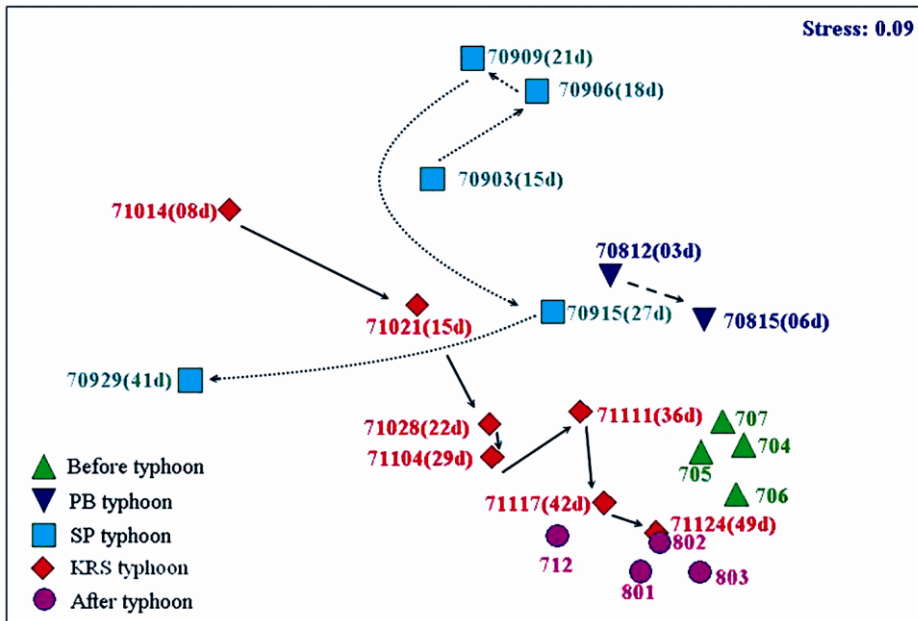 Stress: 0.09
70909(21d)
70906(18d)
70903(15d)
71014(08d)
70812(03d)
70915(27d)
70815(06d)
71021(15d)
70929(41d)
71028(22d)
71111(36d)
707
704
71104(29d)
705
Before typhoon
706
PB typhoon
71117(42d)
71124(49d)
SP typhoon
802
712
KRS typhoon
803
801
After typhoon